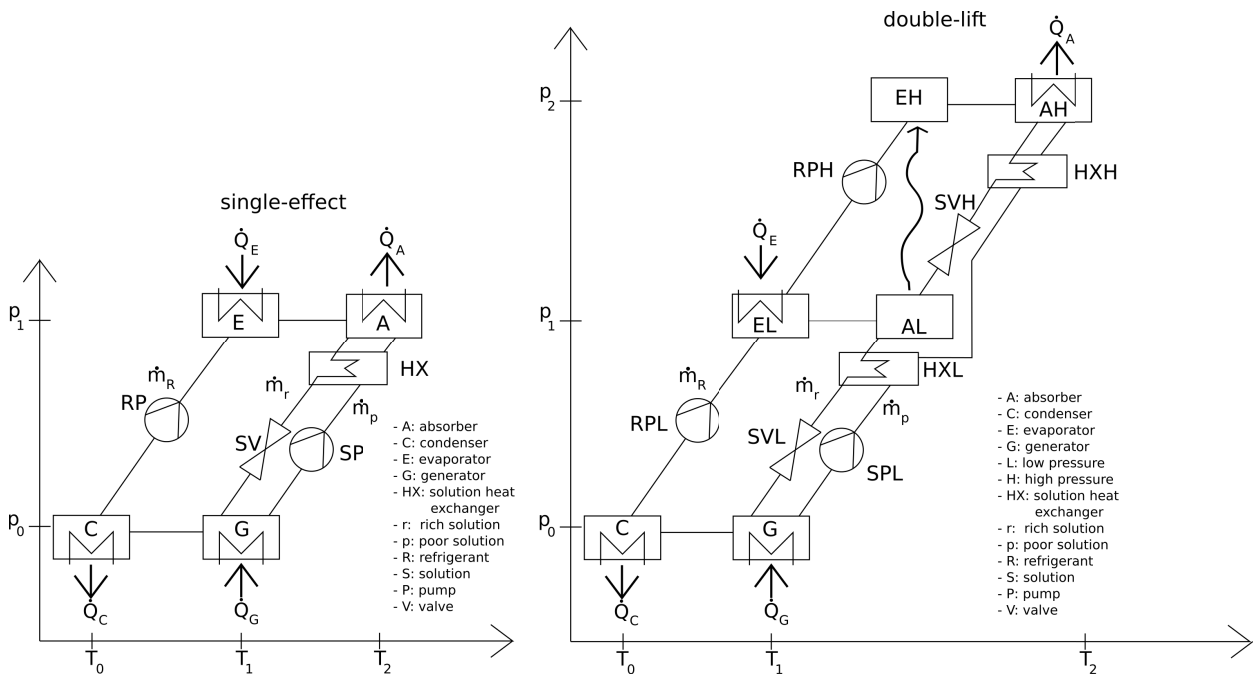 single-effect
Q̇E
Q̇A
p1
E
A
HX
ṁR
ṁr
ṁp
RP
SV
SP
- A: absorber
- C: condenser
- E: evaporator
- G: generator
- HX: solution heat
exchanger
- r: rich solution
- p: poor solution
- R: refrigerant
- S: solution
- P: pump
- V: valve
p0
C
G
Q̇C
Q̇G
T0
T1
T2
double-lift
Q̇A
p2
EH
AH
RPH
HXH
SVH
Q̇E
p1
EL
AL
HXL
ṁR
ṁr
ṁp
RPL
SVL
SPL
- A: absorber
- C: condenser
- E: evaporator
- G: generator
- L: low pressure
- H: high pressure
- HX: solution heat
exchanger
- r: rich solution
- p: poor solution
- R: refrigerant
- S: solution
- P: pump
- V: valve
p0
C
G
Q̇C
Q̇G
T0
T1
T2